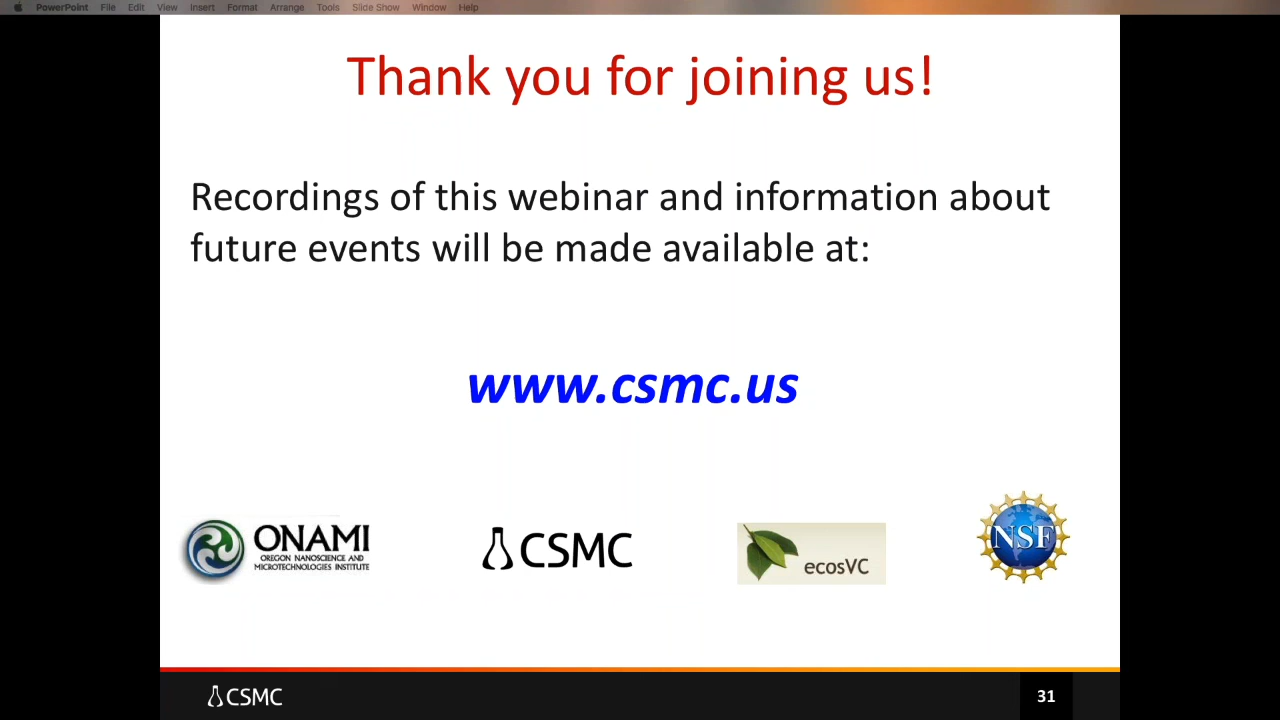 PowerPoint File Edit View Insert Format Arrange Tools Slide Show Window Help
Thank you for joining us!
Recordings of this webinar and information about
future events will be made available at:
www.csmc.us
ONAMI
OREGON NANOSCIENCE AND
MICROTECHNOLOGIES INSTITUTE
CSMC
ecosVC
NSF
CSMC
31